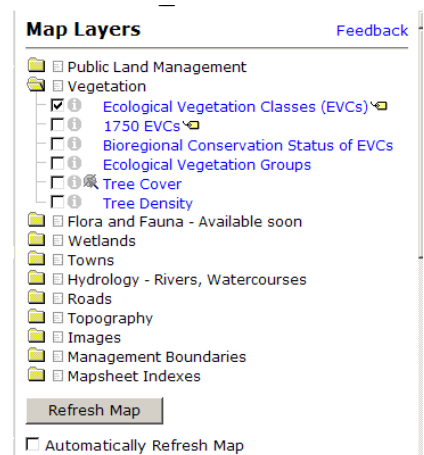 Map Layers Feedback
Public Land Management
Vegetation
Ecological Vegetation Classes (EVCs)
1750 EVCs
Bioregional Conservation Status of EVCs
Ecological Vegetation Groups
Tree Cover
Tree Density
Flora and Fauna - Available soon
Wetlands
Towns
Hydrology - Rivers, Watercourses
Roads
Topography
Images
Management Boundaries
Mapsheet Indexes
Refresh Map
Automatically Refresh Map